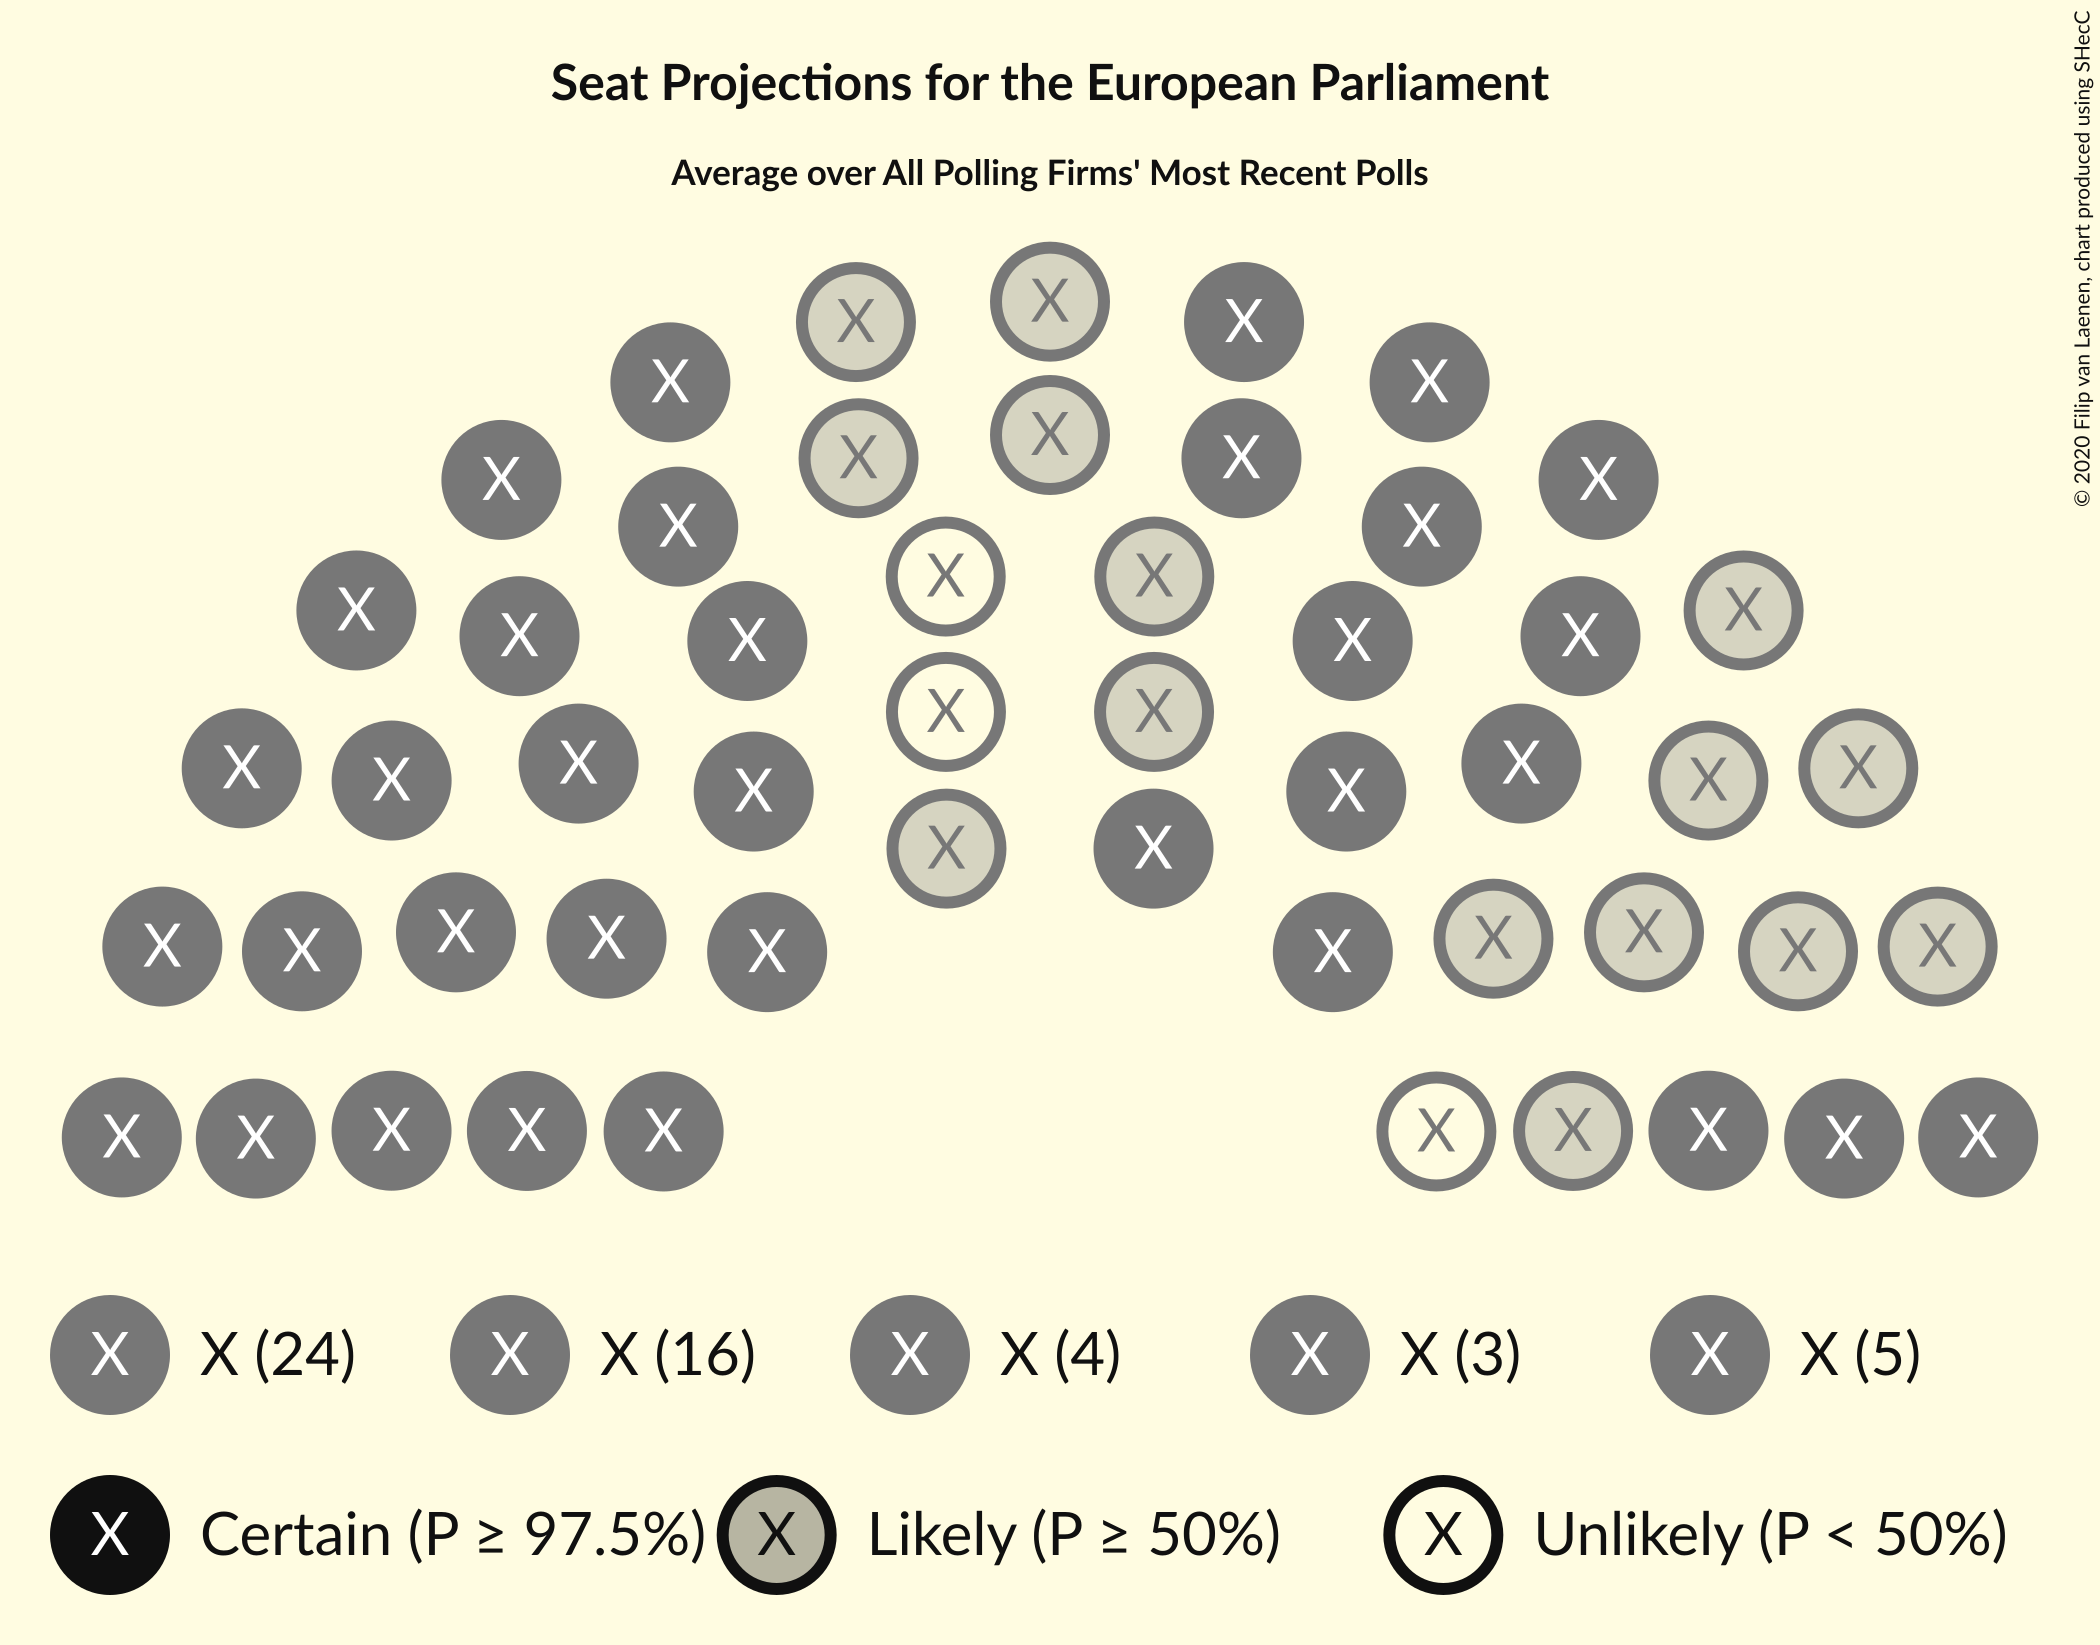 Seat Projections for the European Parliament
Average over All Polling Firms' Most Recent Polls
© 2020 Filip van Laenen, chart produced using SHecC
X
X X
X X
X X
X X
X X
X X
X X
X X
X X X X
X X
X X
X X
X X
X X X X
X X
X X X X
X X X X
X X
X X X X X X X X X X
X X (24) X X (16) X X (4) X X (3) X X (5)
X Certain (P ≥ 97.5%) X Likely (P ≥ 50%) X Unlikely (P < 50%)